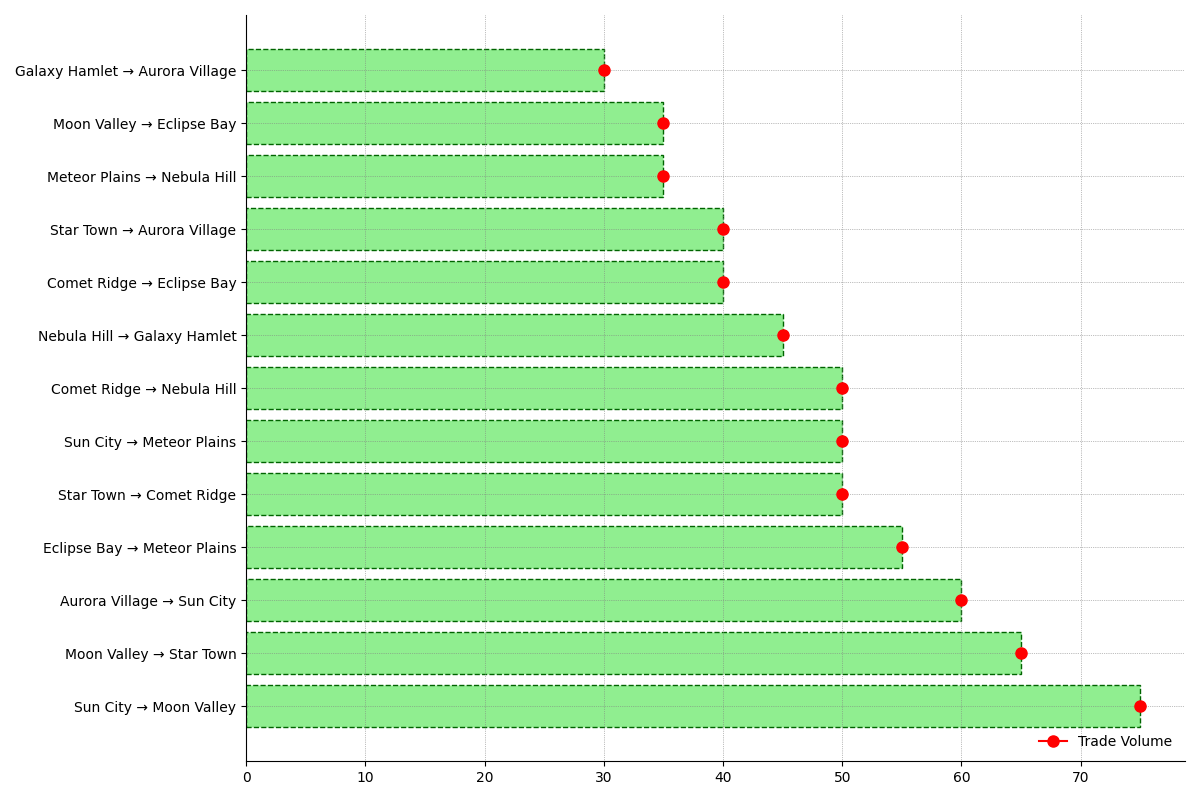 Galaxy Hamlet → Aurora Village
Moon Valley → Eclipse Bay
Meteor Plains → Nebula Hill
Star Town → Aurora Village
Comet Ridge → Eclipse Bay
Nebula Hill → Galaxy Hamlet
Comet Ridge → Nebula Hill
Sun City → Meteor Plains
Star Town → Comet Ridge
Eclipse Bay → Meteor Plains
Aurora Village → Sun City
Moon Valley → Star Town
Sun City → Moon Valley
Trade Volume
0 10 20 30 40 50 60 70